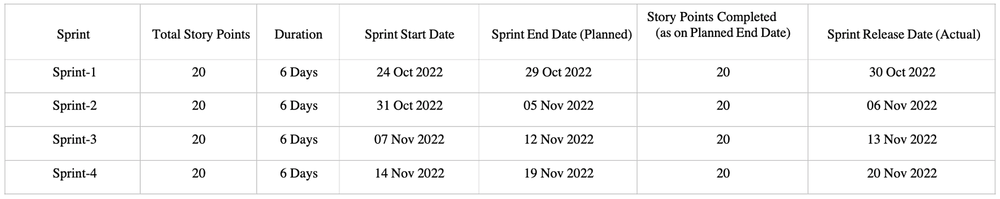 Sprint Total Story Points Duration Sprint Start Date Sprint End Date (Planned) Story Points Completed (as on Planned End Date) Sprint Release Date (Actual)
Sprint-1 20 6 Days 24 Oct 2022 29 Oct 2022 20 30 Oct 2022
Sprint-2 20 6 Days 31 Oct 2022 05 Nov 2022 20 06 Nov 2022
Sprint-3 20 6 Days 07 Nov 2022 12 Nov 2022 20 13 Nov 2022
Sprint-4 20 6 Days 14 Nov 2022 19 Nov 2022 20 20 Nov 2022